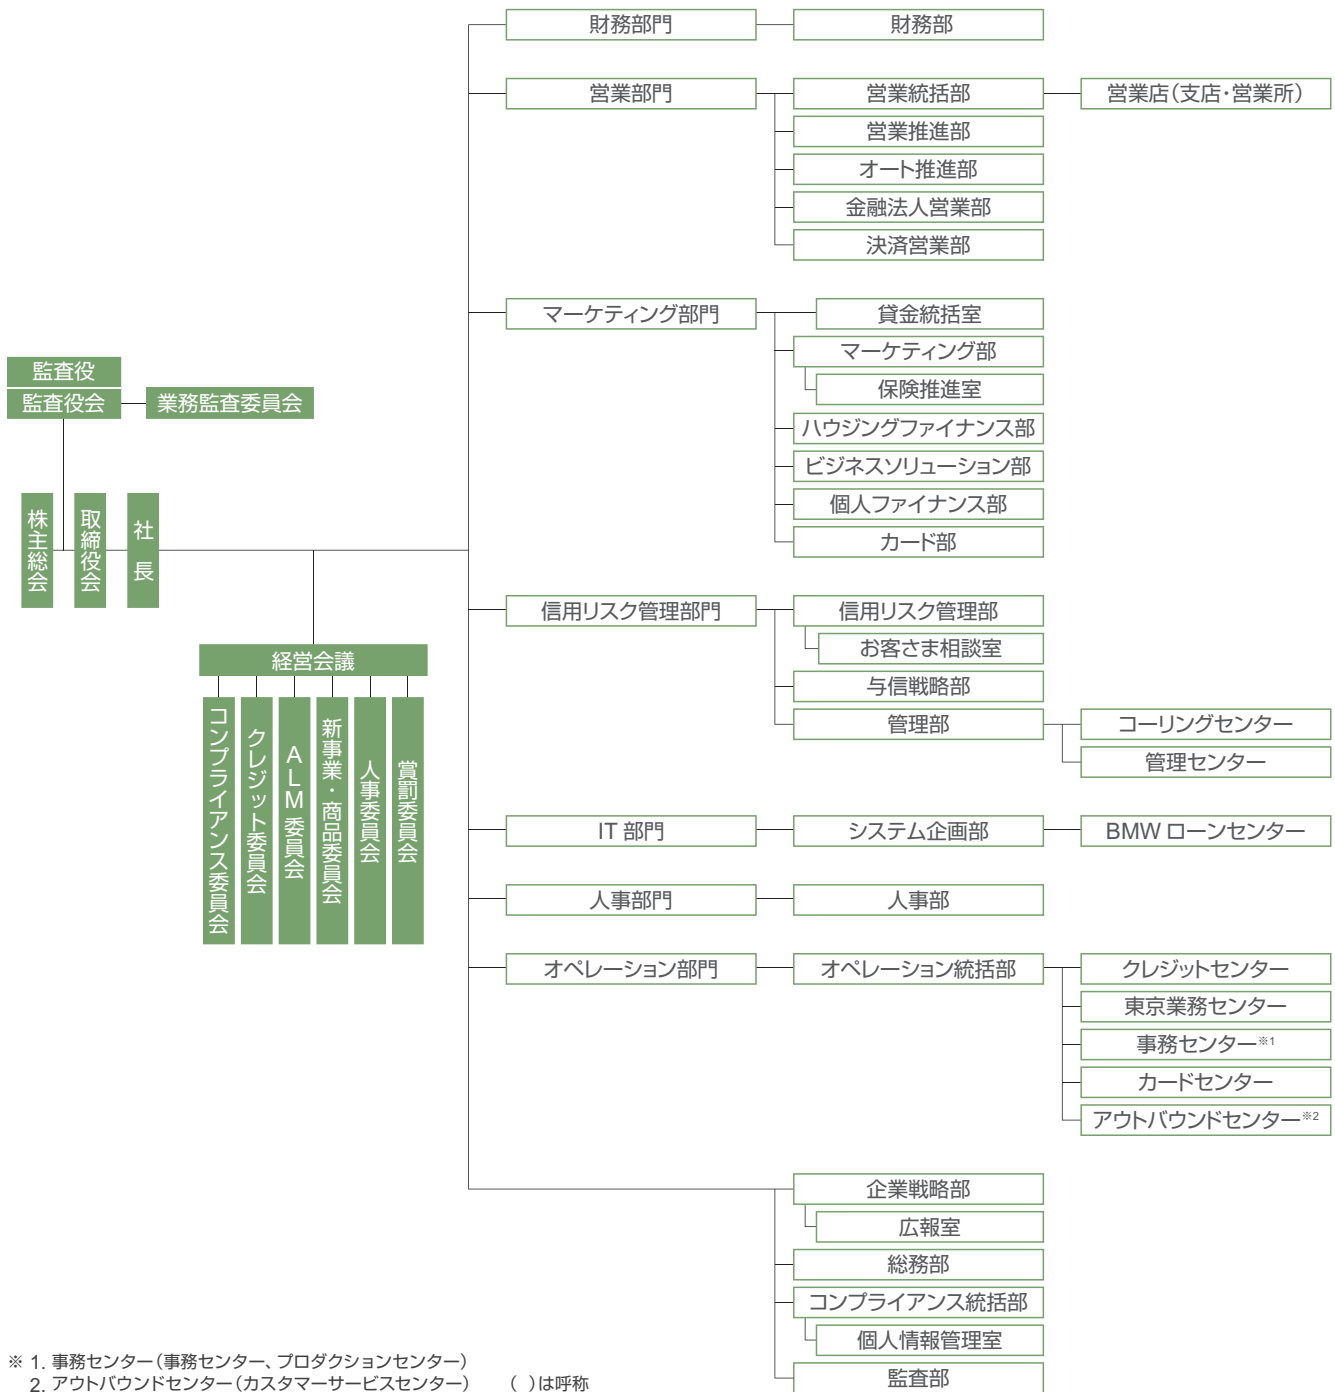 財務部門
財務部
営業部門
営業統括部
営業店（支店・営業所）
営業推進部
オート推進部
金融法人営業部
決済営業部
マーケティング部門
貸金統括室
マーケティング部
保険推進室
ハウジングファイナンス部
ビジネスソリューション部
個人ファイナンス部
カード部
監査役
監査役会
業務監査委員会
株主総会
取締役会
社長
経営会議
コンプライアンス委員会
クレジット委員会
ALM委員会
新事業・商品委員会
人事委員会
賞罰委員会
信用リスク管理部門
信用リスク管理部
お客さま相談室
与信戦略部
管理部
コーリングセンター
管理センター
IT 部門
システム企画部
BMW ローンセンター
人事部門
人事部
オペレーション部門
オペレーション統括部
クレジットセンター
東京業務センター
事務センター※1
カードセンター
アウトバウンドセンター※2
企業戦略部
広報室
総務部
コンプライアンス統括部
個人情報管理室
監査部
※ 1. 事務センター（事務センター、プロダクションセンター）
2. アウトバウンドセンター（カスタマーサービスセンター）　（ ）は呼称